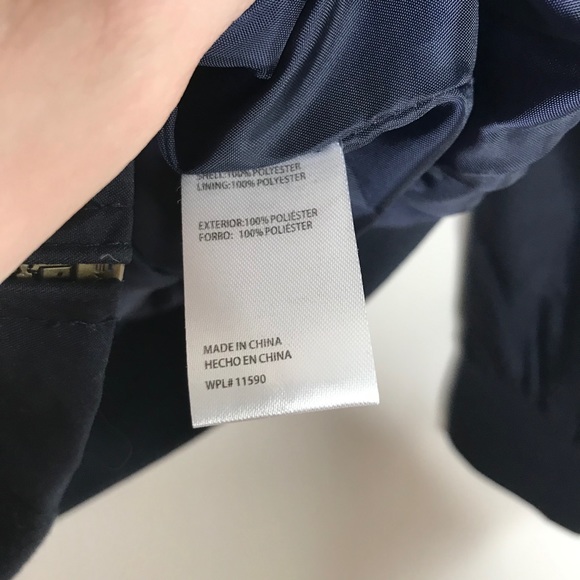 SHELL:100% POLYESTER
LINING:100% POLYESTER
EXTERIOR:100% POLIÉSTER
FORRO: 100% POLIÉSTER
MADE IN CHINA
HECHO EN CHINA
WPL# 11590